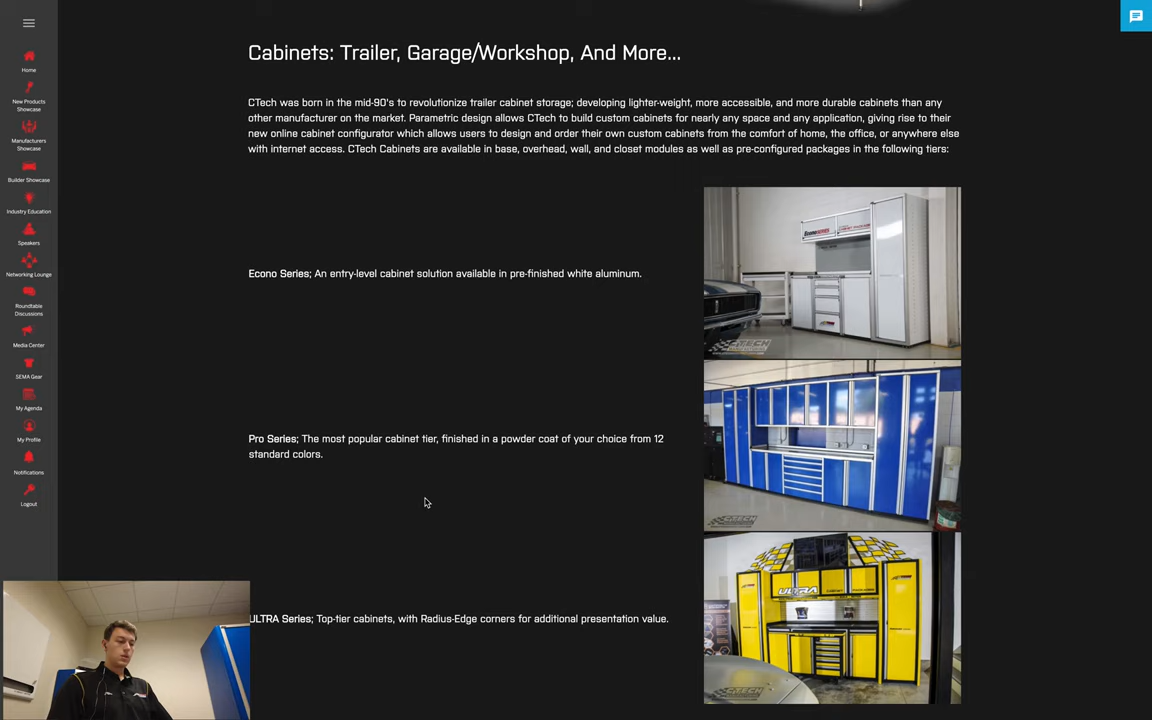 Cabinets: Trailer, Garage/Workshop, And More...
CTech was born in the mid-90's to revolutionize trailer cabinet storage; developing lighter-weight, more accessible, and more durable cabinets than any
other manufacturer on the market. Parametric design allows CTech to build custom cabinets for nearly any space and any application, giving rise to their
new online cabinet configurator which allows users to design and order their own custom cabinets from the comfort of home, the office, or anywhere else
with internet access. CTech Cabinets are available in base, overhead, wall, and closet modules as well as pre-configured packages in the following tiers:
Econo Series; An entry-level cabinet solution available in pre-finished white aluminum.
Pro Series; The most popular cabinet tier, finished in a powder coat of your choice from 12
standard colors.
ULTRA Series; Top-tier cabinets, with Radius-Edge corners for additional presentation value.
Home
New Products
Showcase
Manufacturers
Showcase
Builder Showcase
Industry Education
Speakers
Networking Lounge
Roundtable
Discussions
Media Center
SEMA Gear
My Agenda
My Profile
Notifications
Logout
CTECH
CTECH
ULTRA
CTECH